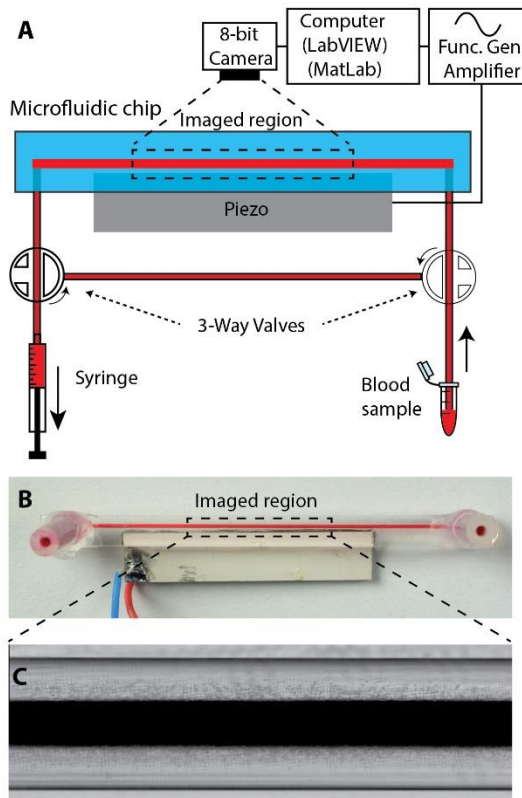 A
8-bit
Camera
Computer
(LabVIEW)
(MatLab)
Func. Gen
Amplifier
Microfluidic chip
Imaged region
Piezo
3-Way Valves
Syringe
Blood
sample
B
Imaged region
C